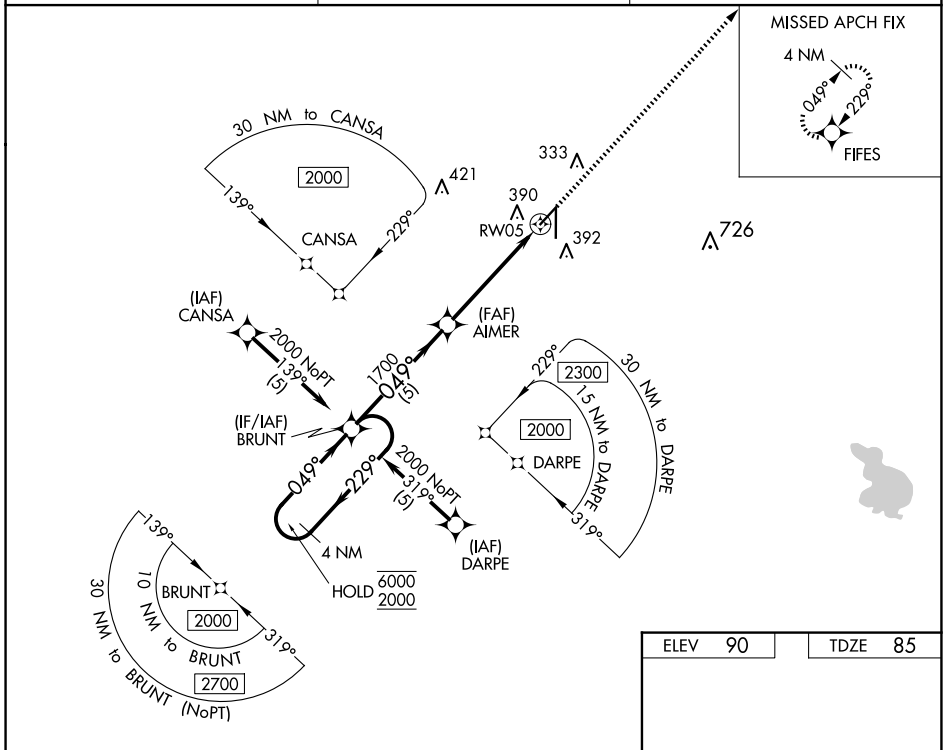 MISSED APCH FIX
4 NM
049°
229°
FIFES
30 NM to CANSA
2000
139°
229°
CANSA
421
333
390
RW05
392
726
(IAF)
CANSA
2000 NoPT
139°
(5)
(FAF)
AIMER
1700
049°
(5)
(IF/IAF)
BRUNT
049°
229°
2000 NoPT
319°
(5)
(IAF)
DARPE
4 NM
HOLD 6000
2000
229°
2300
30 NM to DARPE
15 NM to DARPE
2000
DARPE
319°
139°
BRUNT
2000
10 NM to BRUNT
319°
2700
30 NM to BRUNT (NoPT)
ELEV 90
TDZE 85